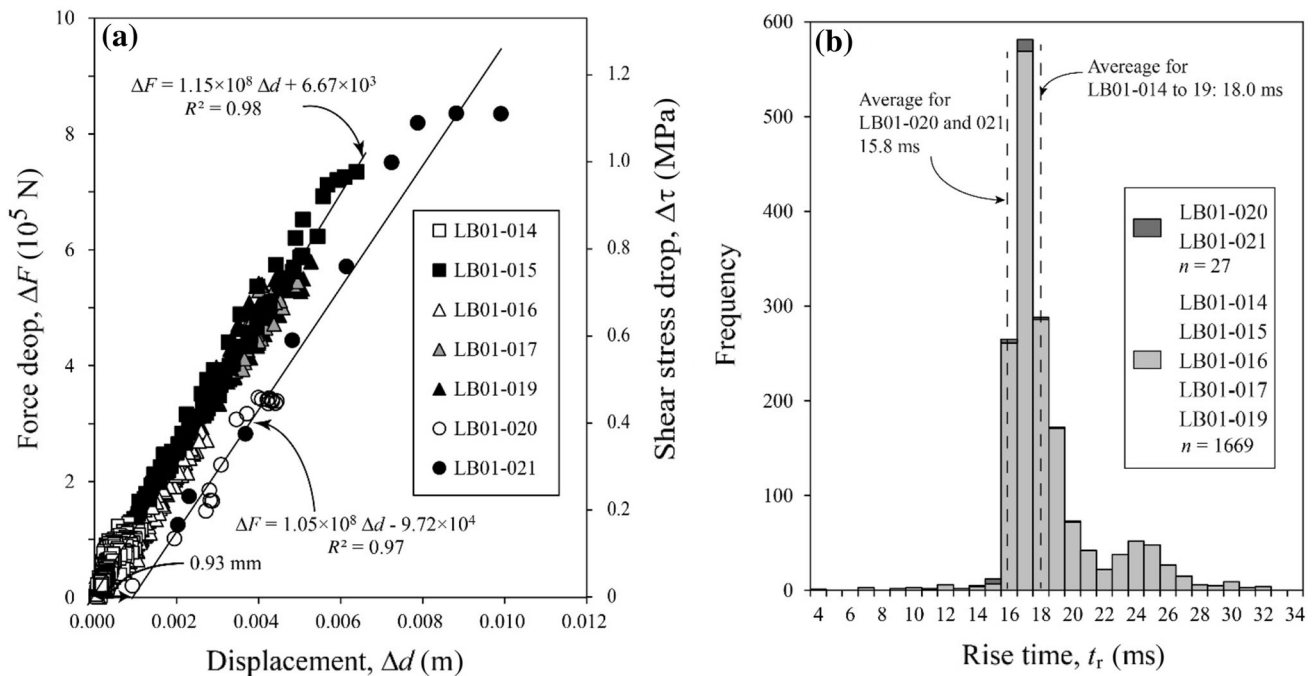 (a)
10
8
6
4
2
0
Force deop, ΔF (10⁵ N)
0.000
0.002
0.004
0.006
0.008
0.010
0.012
Displacement, Δd (m)
1.2
1.0
0.8
0.6
0.4
0.2
0
Shear stress drop, Δτ (MPa)
ΔF = 1.15×10⁸ Δd + 6.67×10³
R² = 0.98
LB01-014
LB01-015
LB01-016
LB01-017
LB01-019
LB01-020
LB01-021
ΔF = 1.05×10⁸ Δd - 9.72×10⁴
R² = 0.97
0.93 mm
(b)
600
500
400
300
200
100
0
Frequency
4
6
8
10
12
14
16
18
20
22
24
26
28
30
32
34
Rise time, tᵣ (ms)
Average for
LB01-020 and 021
15.8 ms
Avereage for
LB01-014 to 19: 18.0 ms
LB01-020
LB01-021
n = 27
LB01-014
LB01-015
LB01-016
LB01-017
LB01-019
n = 1669